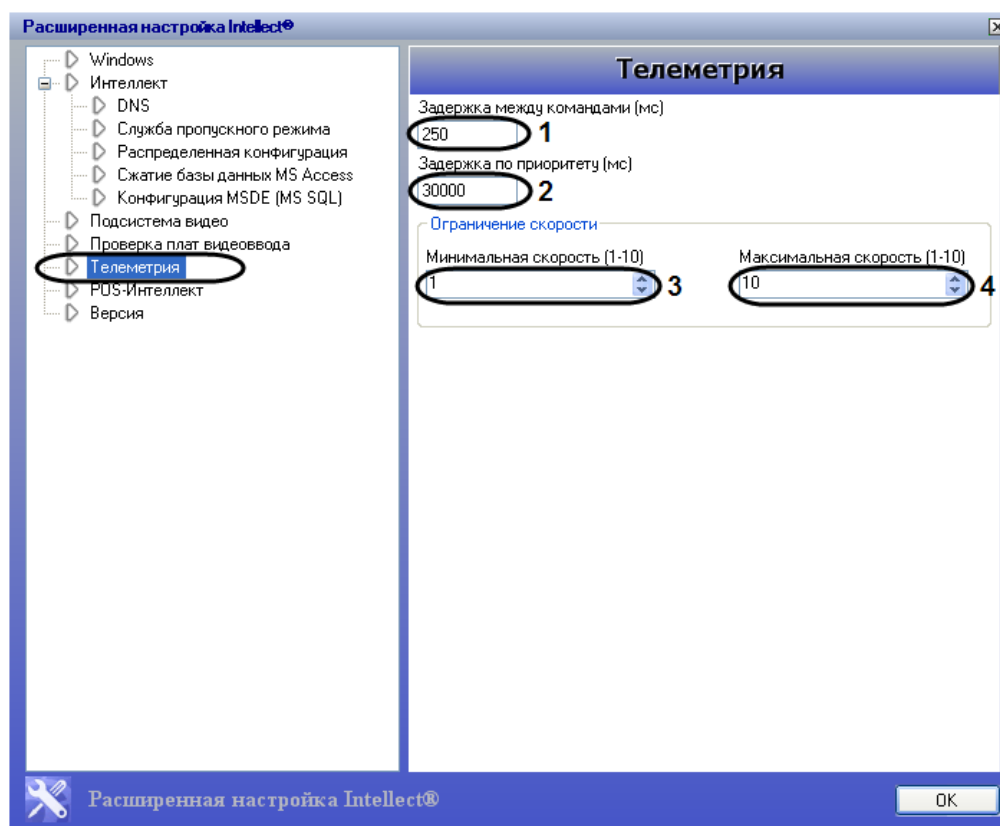 Расширенная настройка Intellect®
Windows
Интеллект
DNS
Служба пропускного режима
Распределенная конфигурация
Сжатие базы данных MS Access
Конфигурация MSDE (MS SQL)
Подсистема видео
Проверка плат видеоввода
Телеметрия
POS-Интеллект
Версия
Телеметрия
Задержка между командами (мс)
250 1
Задержка по приоритету (мс)
30000 2
Ограничение скорости
Минимальная скорость (1-10) Максимальная скорость (1-10)
1 3 10 4
Расширенная настройка Intellect®
OK